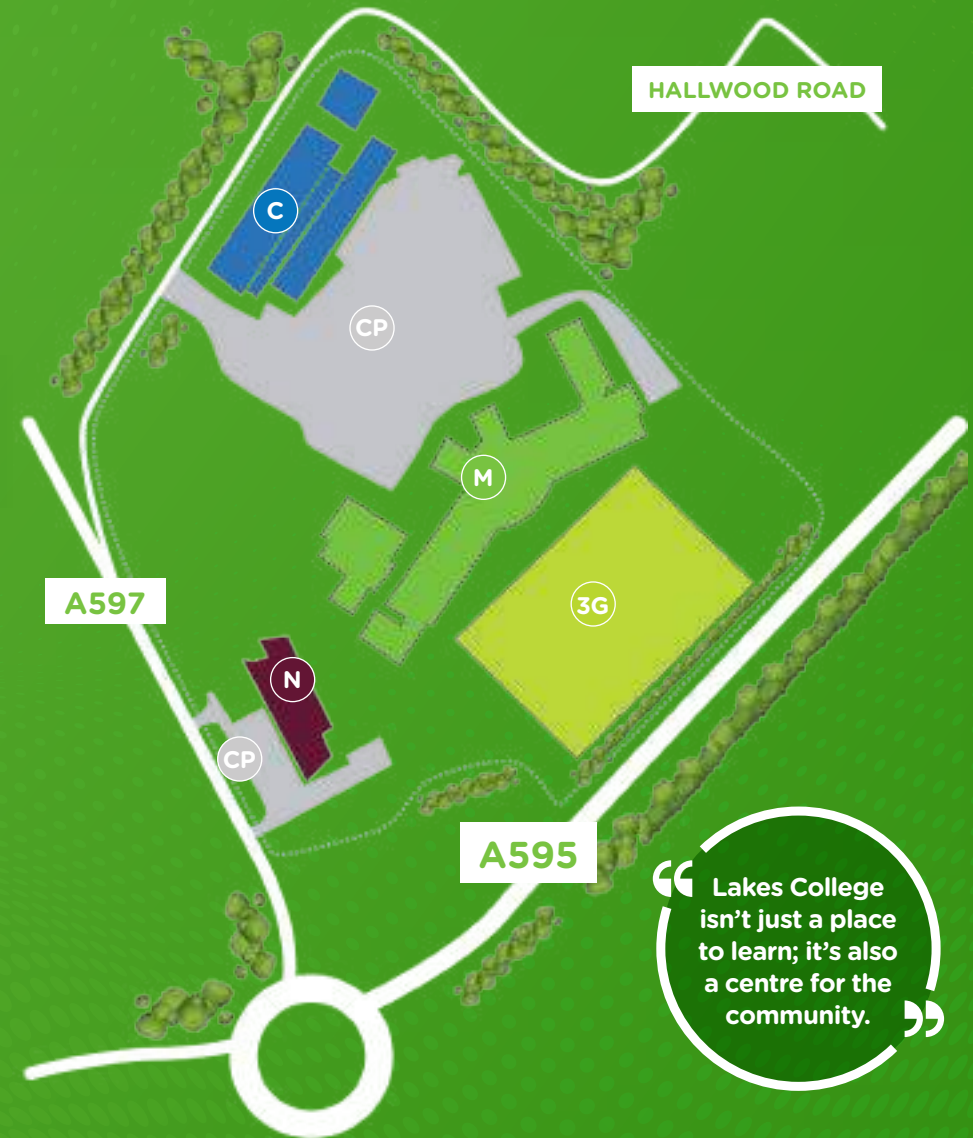 HALLWOOD ROAD
C
CP
M
A597
3G
N
CP
A595
“ Lakes College
isn’t just a place
to learn; it’s also
a centre for the
community. ”